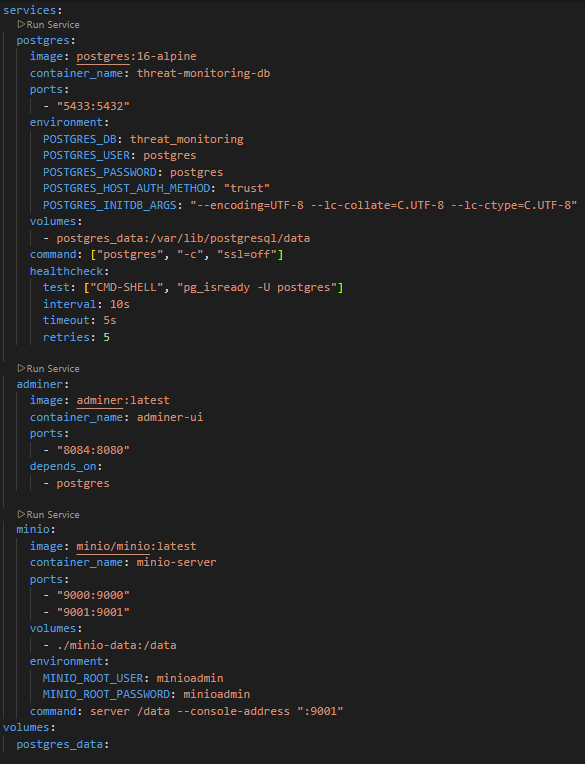 services:
▷Run Service
  postgres:
    image: postgres:16-alpine
    container_name: threat-monitoring-db
    ports:
      - "5433:5432"
    environment:
      POSTGRES_DB: threat_monitoring
      POSTGRES_USER: postgres
      POSTGRES_PASSWORD: postgres
      POSTGRES_HOST_AUTH_METHOD: "trust"
      POSTGRES_INITDB_ARGS: "--encoding=UTF-8 --lc-collate=C.UTF-8 --lc-ctype=C.UTF-8"
    volumes:
      - postgres_data:/var/lib/postgresql/data
    command: ["postgres", "-c", "ssl=off"]
    healthcheck:
      test: ["CMD-SHELL", "pg_isready -U postgres"]
      interval: 10s
      timeout: 5s
      retries: 5
▷Run Service
  adminer:
    image: adminer:latest
    container_name: adminer-ui
    ports:
      - "8084:8080"
    depends_on:
      - postgres
▷Run Service
  minio:
    image: minio/minio:latest
    container_name: minio-server
    ports:
      - "9000:9000"
      - "9001:9001"
    volumes:
      - ./minio-data:/data
    environment:
      MINIO_ROOT_USER: minioadmin
      MINIO_ROOT_PASSWORD: minioadmin
    command: server /data --console-address ":9001"
volumes:
  postgres_data: